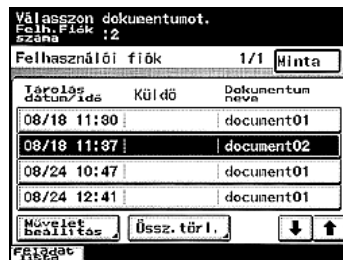 Válasszon dokumentumot.
Felh.Fiók
száma :2
Felhasználói fiók 1/1 Minta
Tárolás
dátum/idő Küldő Dokumentum
neve
08/18 11:30 document01
08/18 11:37 document02
08/24 10:47 document01
08/24 12:41 document01
Művelet
beállítás Össz.törl.
Feladat
lista